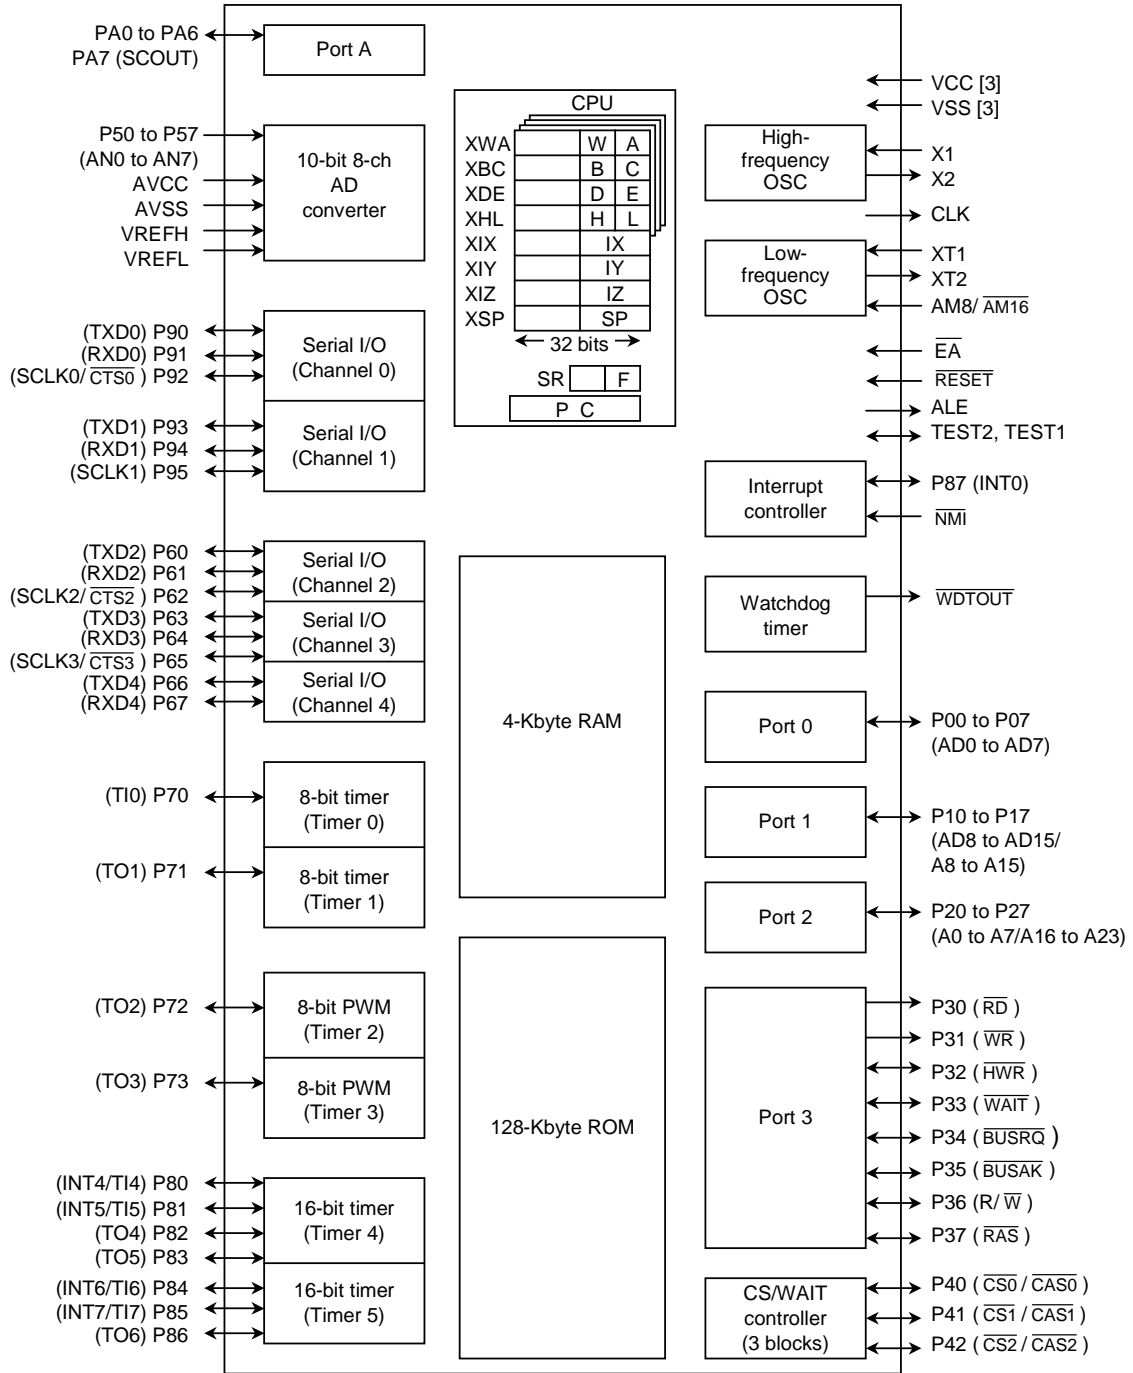 PA0 to PA6
PA7 (SCOUT)
Port A
P50 to P57
(AN0 to AN7)
AVCC
AVSS
VREFH
VREFL
10-bit 8-ch
AD
converter
(TXD0) P90
(RXD0) P91
(SCLK0/ CTS0 ) P92
Serial I/O
(Channel 0)
(TXD1) P93
(RXD1) P94
(SCLK1) P95
Serial I/O
(Channel 1)
(TXD2) P60
(RXD2) P61
(SCLK2/ CTS2 ) P62
Serial I/O
(Channel 2)
(TXD3) P63
(RXD3) P64
(SCLK3/ CTS3 ) P65
Serial I/O
(Channel 3)
(TXD4) P66
(RXD4) P67
Serial I/O
(Channel 4)
(TI0) P70
8-bit timer
(Timer 0)
(TO1) P71
8-bit timer
(Timer 1)
(TO2) P72
8-bit PWM
(Timer 2)
(TO3) P73
8-bit PWM
(Timer 3)
(INT4/TI4) P80
(INT5/TI5) P81
(TO4) P82
(TO5) P83
16-bit timer
(Timer 4)
(INT6/TI6) P84
(INT7/TI7) P85
(TO6) P86
16-bit timer
(Timer 5)
CPU
XWA W A
XBC B C
XDE D E
XHL H L
XIX IX
XIY IY
XIZ IZ
XSP SP
32 bits
SR F
P C
4-Kbyte RAM
128-Kbyte ROM
VCC [3]
VSS [3]
High-
frequency
OSC
X1
X2
CLK
Low-
frequency
OSC
XT1
XT2
AM8/ AM16
EA
RESET
ALE
TEST2, TEST1
Interrupt
controller
P87 (INT0)
NMI
Watchdog
timer
WDTOUT
Port 0
P00 to P07
(AD0 to AD7)
Port 1
P10 to P17
(AD8 to AD15/
A8 to A15)
Port 2
P20 to P27
(A0 to A7/A16 to A23)
Port 3
P30 ( RD )
P31 ( WR )
P32 ( HWR )
P33 ( WAIT )
P34 ( BUSRQ )
P35 ( BUSAK )
P36 (R/ W )
P37 ( RAS )
CS/WAIT
controller
(3 blocks)
P40 ( CS0 / CAS0 )
P41 ( CS1 / CAS1 )
P42 ( CS2 / CAS2 )